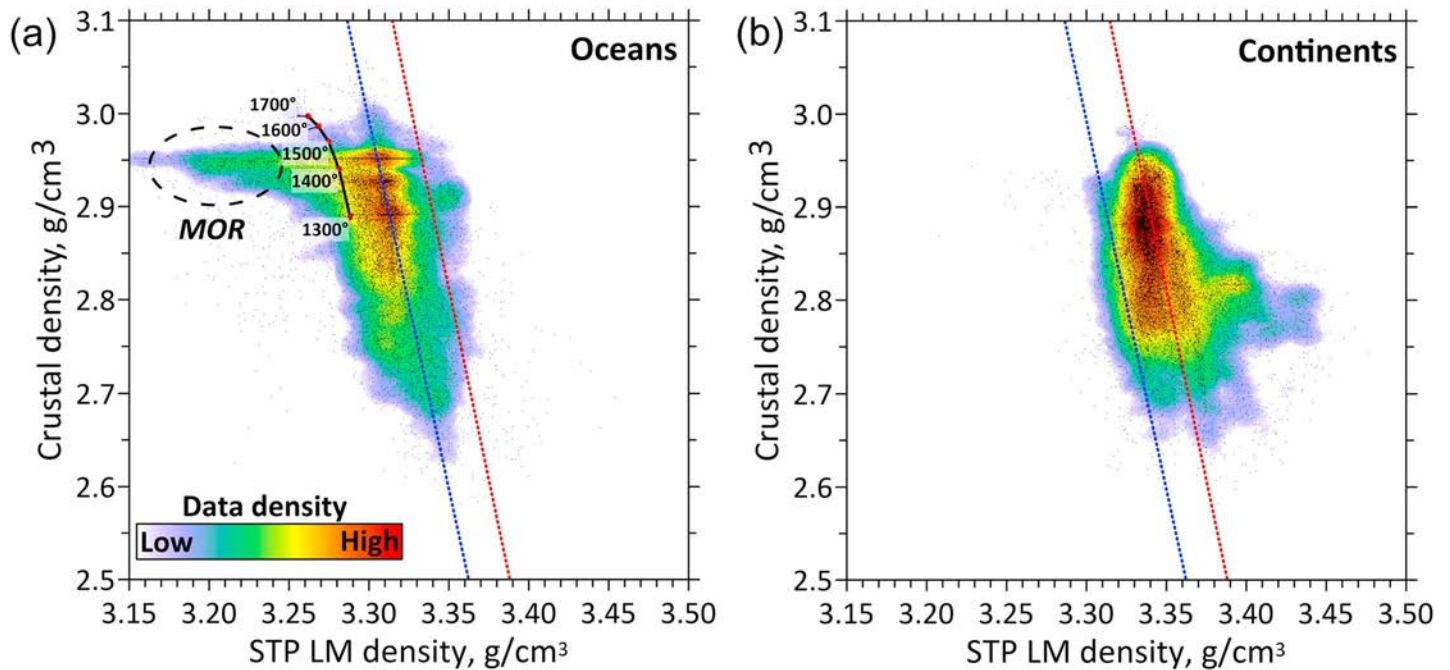 (a)
Oceans
3.1
3.0
2.9
2.8
2.7
2.6
2.5
Crustal density, g/cm³
1700°
1600°
1500°
1400°
1300°
MOR
Data density
Low High
3.15 3.20 3.25 3.30 3.35 3.40 3.45 3.50
STP LM density, g/cm³
(b)
Continents
3.1
3.0
2.9
2.8
2.7
2.6
2.5
Crustal density, g/cm³
3.15 3.20 3.25 3.30 3.35 3.40 3.45 3.50
STP LM density, g/cm³